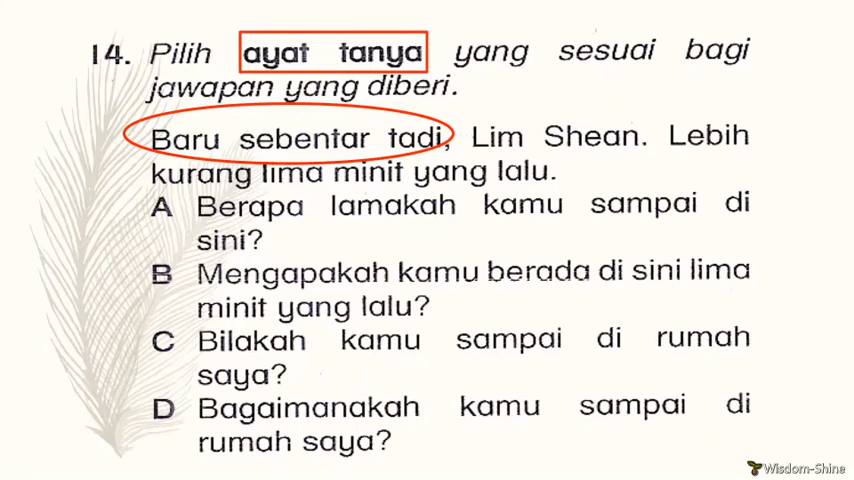 14. Pilih ayat tanya yang sesuai bagi
jawapan yang diberi.
Baru sebentar tadi, Lim Shean. Lebih
kurang lima minit yang lalu.
A Berapa lamakah kamu sampai di
sini?
B Mengapakah kamu berada di sini lima
minit yang lalu?
C Bilakah kamu sampai di rumah
saya?
D Bagaimanakah kamu sampai di
rumah saya?
Wisdom-Shine